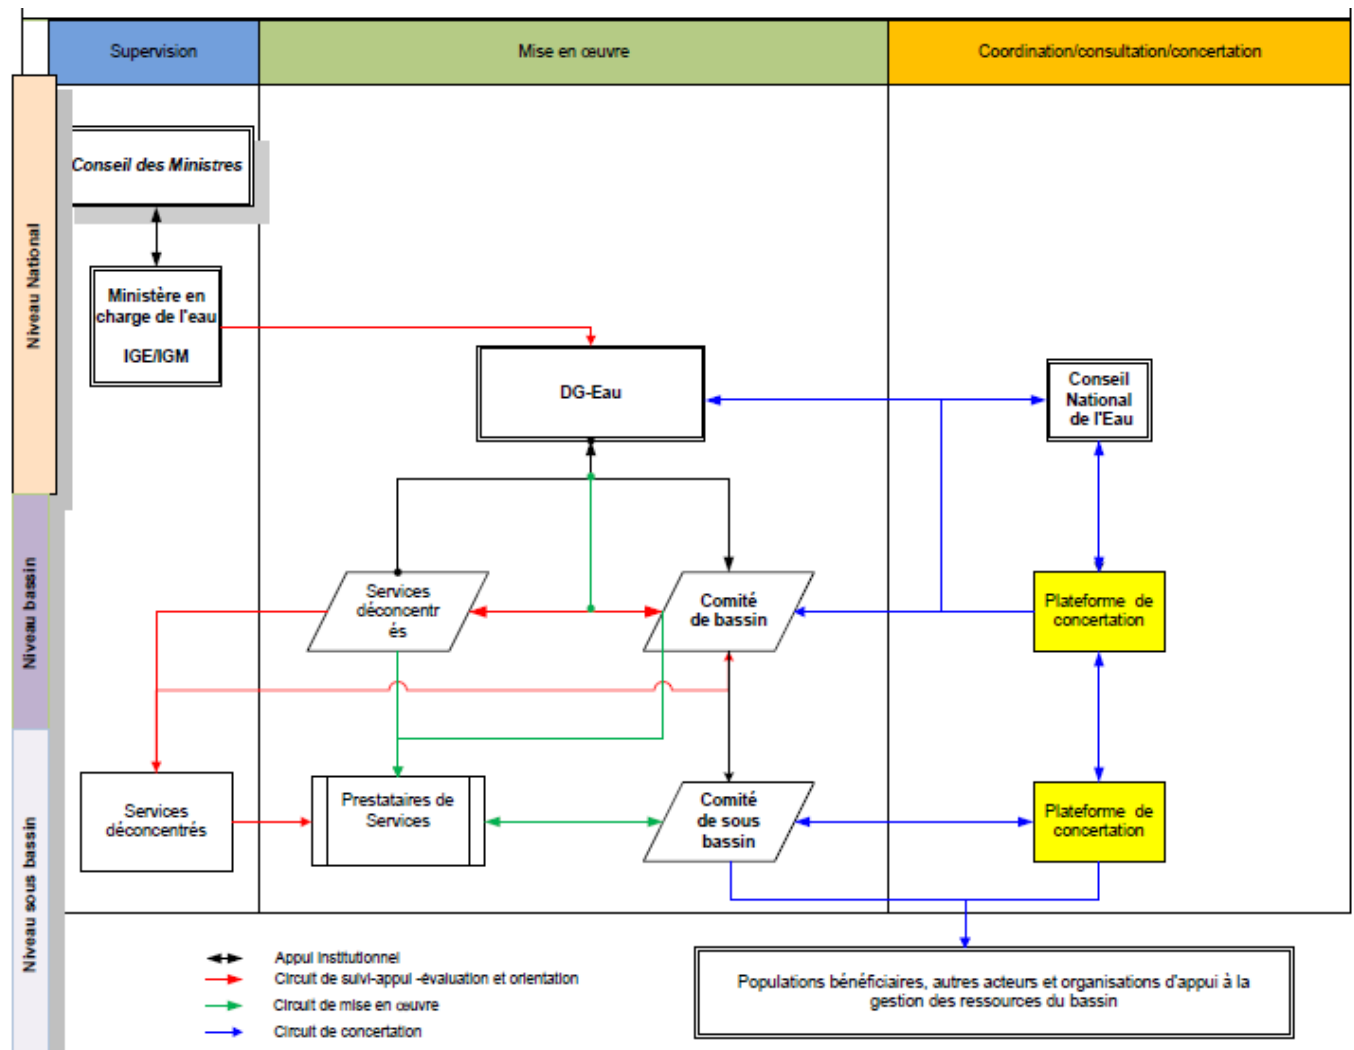 Supervision
Mise en œuvre
Coordination/consultation/concertation
Niveau National
Conseil des Ministres
Ministère en
charge de l'eau
IGE/IGM
DG-Eau
Conseil
National
de l'Eau
Niveau bassin
Services
déconcentr
és
Comité
de bassin
Plateforme de
concertation
Niveau sous bassin
Services
déconcentrés
Prestataires de
Services
Comité
de sous
bassin
Plateforme de
concertation
Appui institutionnel
Circuit de suivi-appui -évaluation et orientation
Circuit de mise en œuvre
Circuit de concertation
Populations bénéficiaires, autres acteurs et organisations d'appui à la
gestion des ressources du bassin